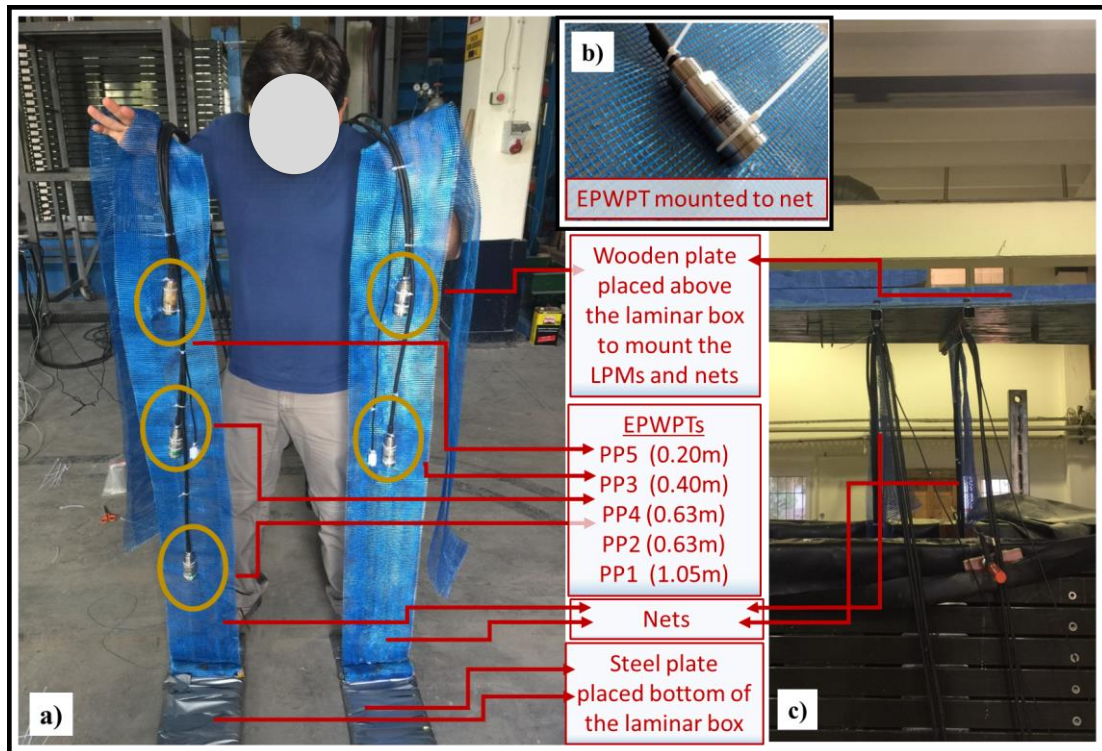 b)
EPWPT mounted to net
Wooden plate
placed above
the laminar box
to mount the
LPMs and nets
EPWPTs
PP5 (0.20m)
PP3 (0.40m)
PP4 (0.63m)
PP2 (0.63m)
PP1 (1.05m)
Nets
Steel plate
placed bottom of
the laminar box
a)
c)